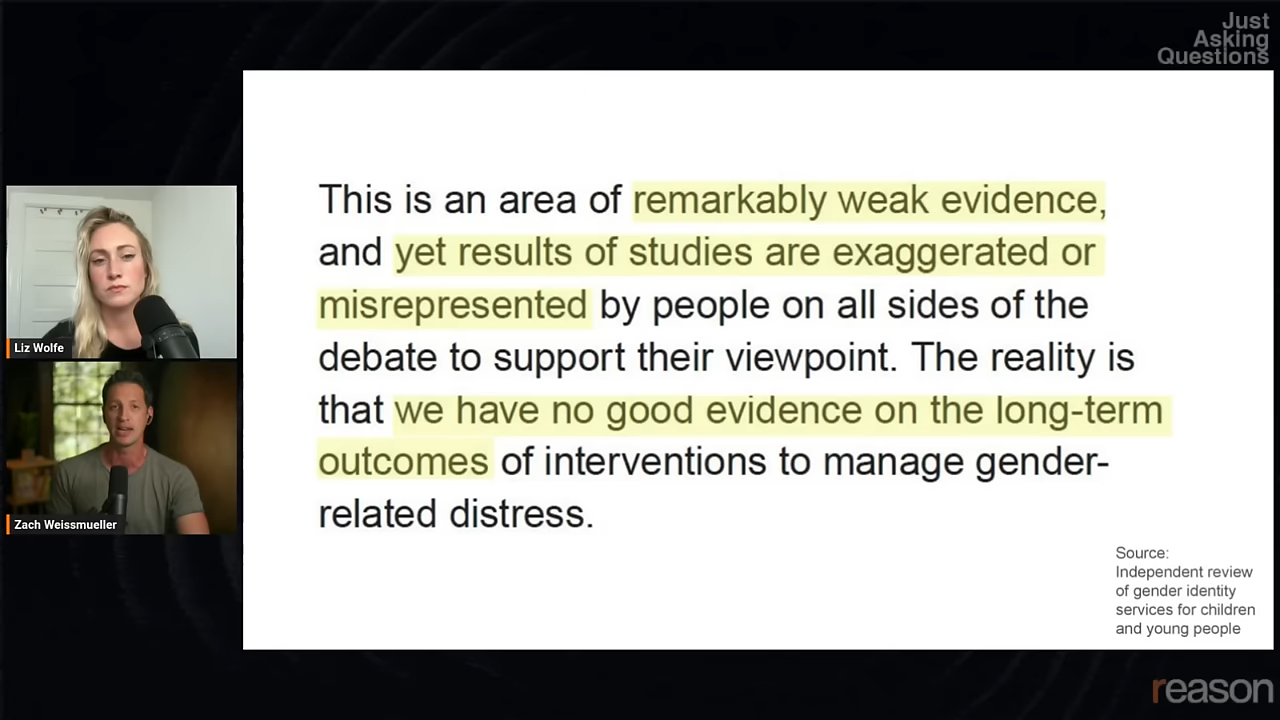 Just
Asking
Questions
This is an area of remarkably weak evidence,
and yet results of studies are exaggerated or
misrepresented by people on all sides of the
debate to support their viewpoint. The reality is
that we have no good evidence on the long-term
outcomes of interventions to manage gender-
related distress.
Liz Wolfe
Zach Weissmueller
Source:
Independent review
of gender identity
services for children
and young people
reason